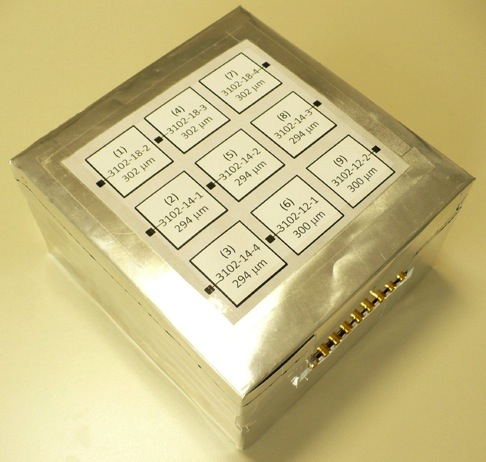 (1)
3102-18-2
302 µm
(2)
3102-14-1
294 µm
(3)
3102-14-4
294 µm
(4)
3102-18-3
302 µm
(5)
3102-14-2
294 µm
(6)
3102-12-1
300 µm
(7)
3102-18-4
302 µm
(8)
3102-14-3
294 µm
(9)
3102-12-2
300 µm